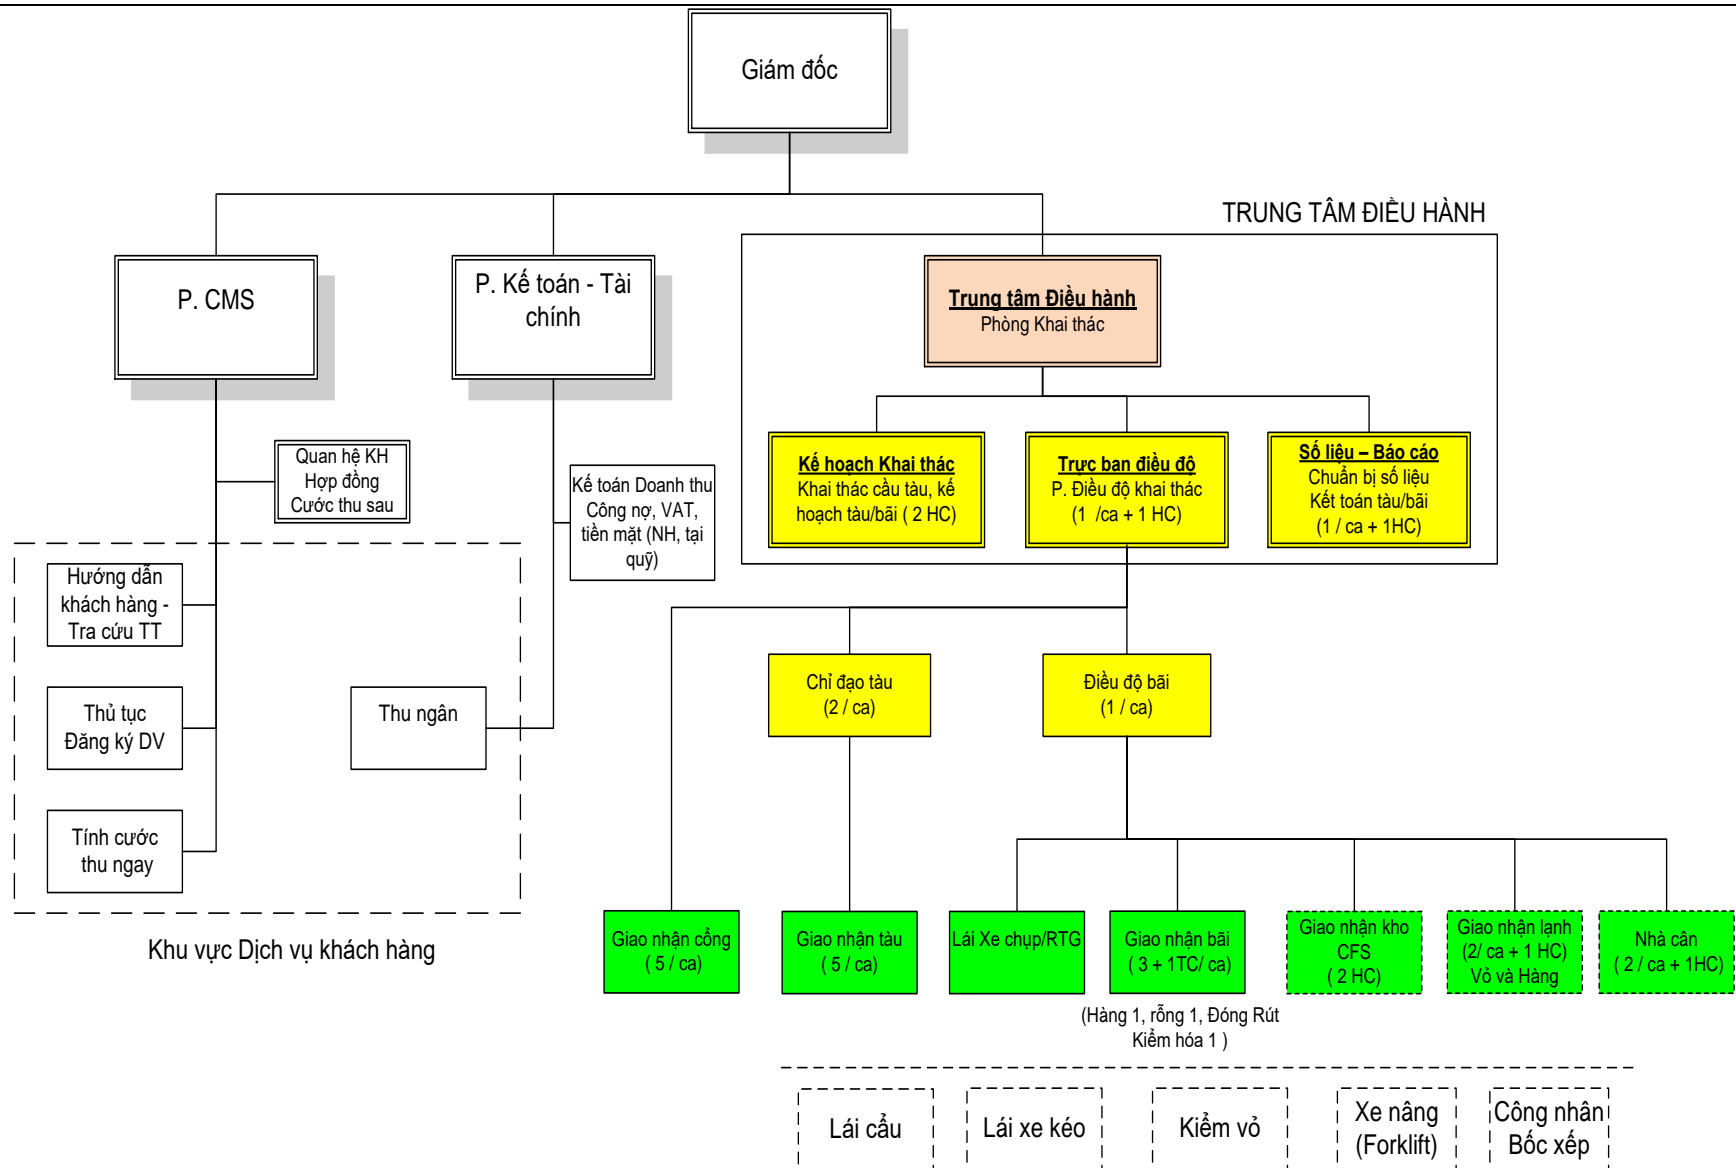 Giám đốc
TRUNG TÂM ĐIỀU HÀNH
P. CMS
P. Kế toán - Tài
chính
Trung tâm Điều hành
Phòng Khai thác
Quan hệ KH
Hợp đồng
Cước thu sau
Kế toán Doanh thu
Công nợ, VAT,
tiền mặt (NH, tại
quỹ)
Kế hoạch Khai thác
Khai thác cầu tàu, kế
hoạch tàu/bãi ( 2 HC)
Trực ban điều độ
P. Điều độ khai thác
(1 /ca + 1 HC)
Số liệu – Báo cáo
Chuẩn bị số liệu
Kết toán tàu/bãi
(1 / ca + 1HC)
Hướng dẫn
khách hàng -
Tra cứu TT
Thủ tục
Đăng ký DV
Thu ngân
Tính cước
thu ngay
Khu vực Dịch vụ khách hàng
Chỉ đạo tàu
(2 / ca)
Điều độ bãi
(1 / ca)
Giao nhận cổng
( 5 / ca)
Giao nhận tàu
( 5 / ca)
Lái Xe chụp/RTG
Giao nhận bãi
( 3 + 1TC/ ca)
Giao nhận kho
CFS
( 2 HC)
Giao nhận lạnh
(2/ ca + 1 HC)
Vỏ và Hàng
Nhà cân
( 2 / ca + 1HC)
(Hàng 1, rỗng 1, Đóng Rút
Kiểm hóa 1 )
Lái cẩu
Lái xe kéo
Kiểm vỏ
Xe nâng
(Forklift)
Công nhân
Bốc xếp